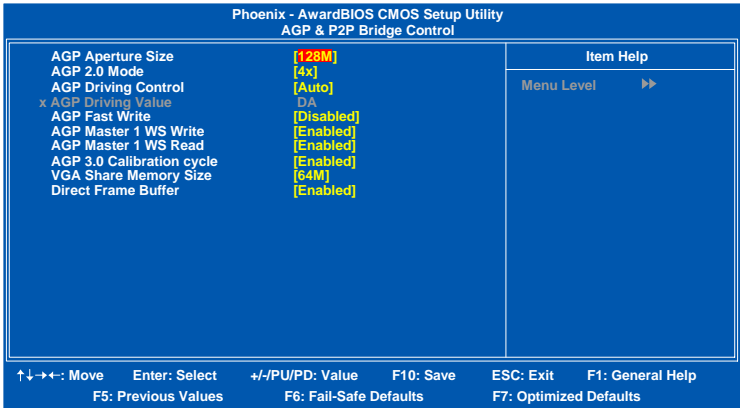 Phoenix - AwardBIOS CMOS Setup Utility
AGP & P2P Bridge Control
AGP Aperture Size [128M]
AGP 2.0 Mode [4x]
AGP Driving Control [Auto]
x AGP Driving Value DA
AGP Fast Write [Disabled]
AGP Master 1 WS Write [Enabled]
AGP Master 1 WS Read [Enabled]
AGP 3.0 Calibration cycle [Enabled]
VGA Share Memory Size [64M]
Direct Frame Buffer [Enabled]
Item Help
Menu Level ▸▸
↑↓→←: Move Enter: Select +/-/PU/PD: Value F10: Save ESC: Exit F1: General Help
F5: Previous Values F6: Fail-Safe Defaults F7: Optimized Defaults